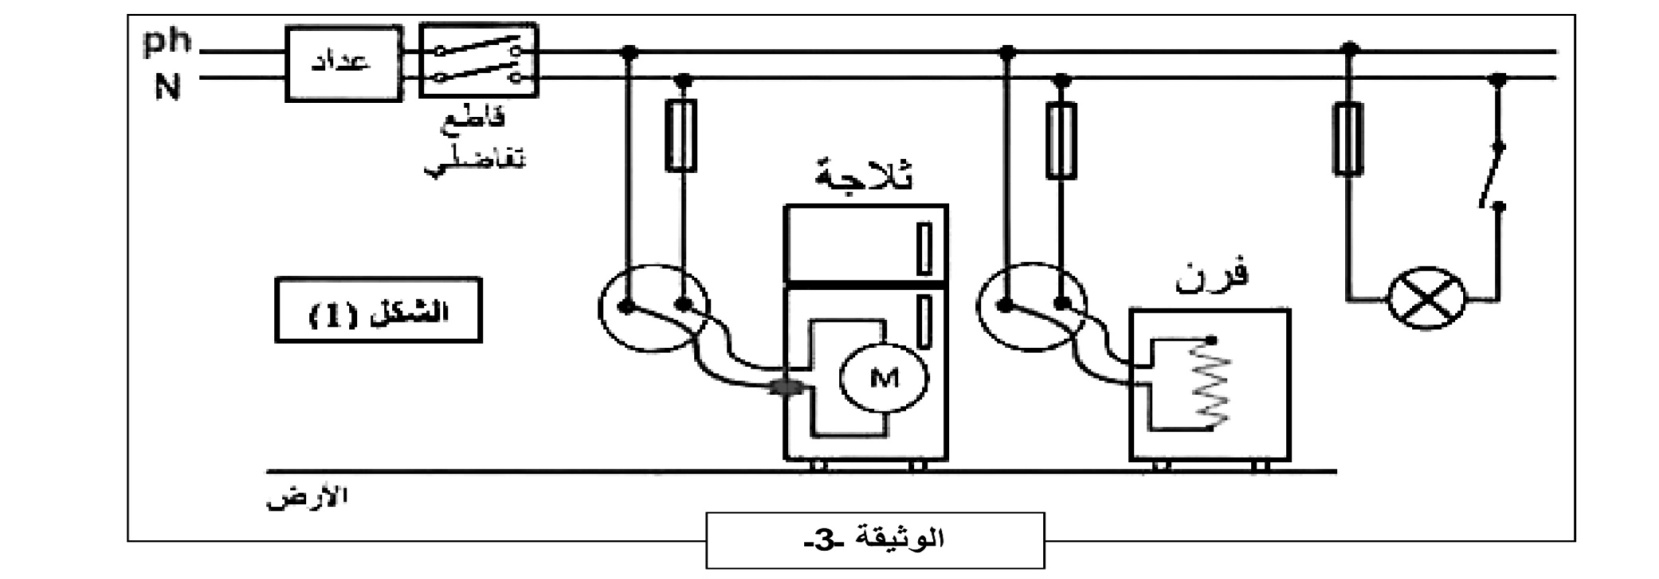 ph
N
عداد
قاطع
تفاضلي
ثلاجة
فرن
M
الشكل (1)
الأرض
الوثيقة -3-